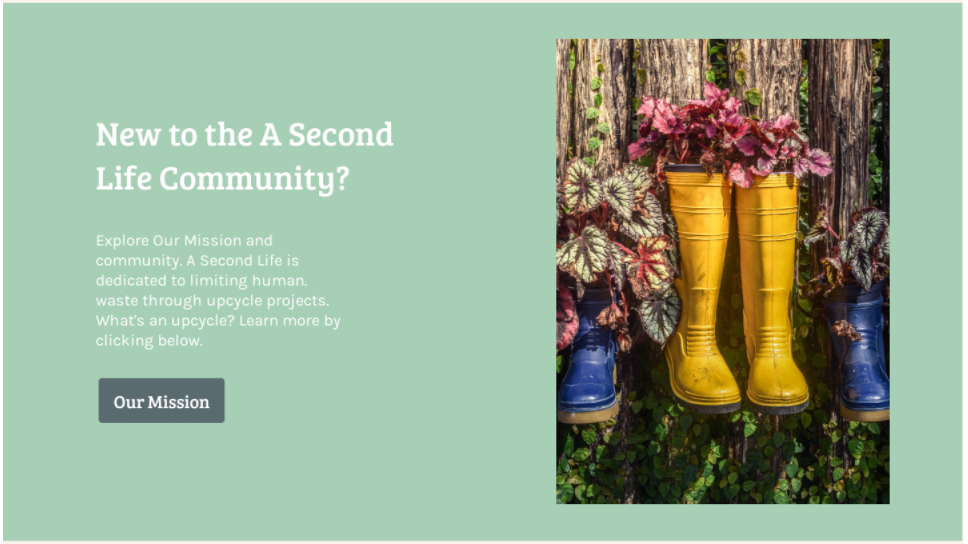 New to the A Second
Life Community?
Explore Our Mission and
community. A Second Life is
dedicated to limiting human.
waste through upcycle projects.
What's an upcycle? Learn more by
clicking below.
Our Mission